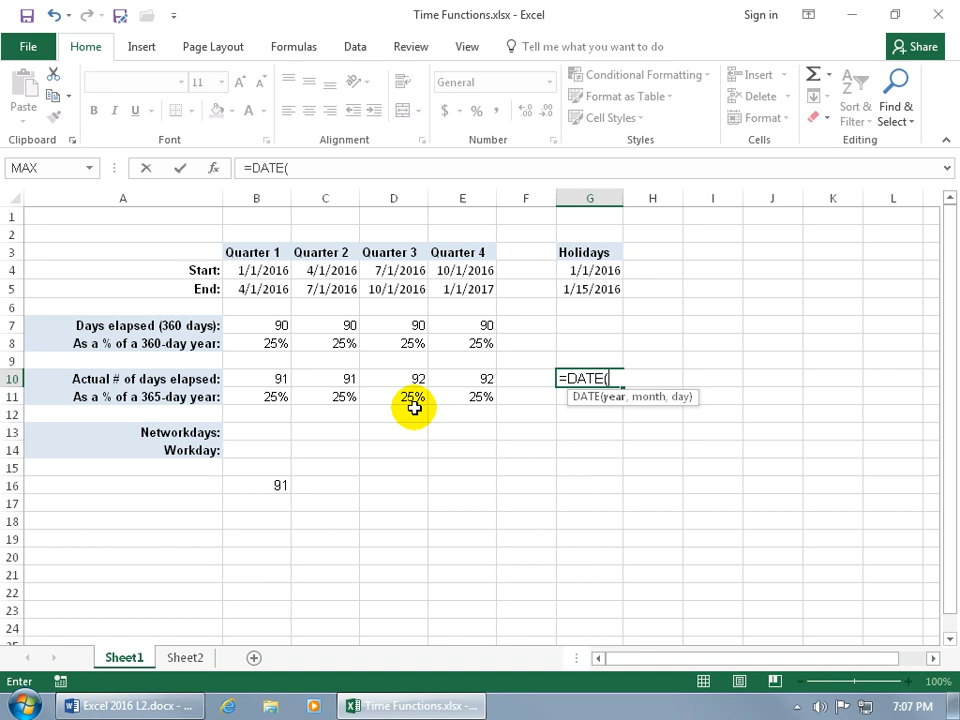 Time Functions.xlsx - Excel
Sign in
File Home Insert Page Layout Formulas Data Review View Tell me what you want to do Share
Paste
11
A A
B I U A
General
$ % ,
Conditional Formatting
Format as Table
Cell Styles
Insert
Delete
Format
Sort & Filter
Find & Select
Clipboard Font Alignment Number Styles Cells Editing
MAX fx =DATE(
A B C D E F G H I J K L
1
2
3 Quarter 1 Quarter 2 Quarter 3 Quarter 4 Holidays
4 Start: 1/1/2016 4/1/2016 7/1/2016 10/1/2016 1/1/2016
5 End: 4/1/2016 7/1/2016 10/1/2016 1/1/2017 1/15/2016
6
7 Days elapsed (360 days): 90 90 90 90
8 As a % of a 360-day year: 25% 25% 25% 25%
9
10 Actual # of days elapsed: 91 91 92 92 =DATE(
11 As a % of a 365-day year: 25% 25% 25% 25% DATE(year, month, day)
12
13 Networkdays:
14 Workday:
15
16 91
17
18
19
20
21
22
23
24
Sheet1 Sheet2
Enter 100%
Excel 2016 L2.docx - ... Time Functions.xlsx -... 7:07 PM